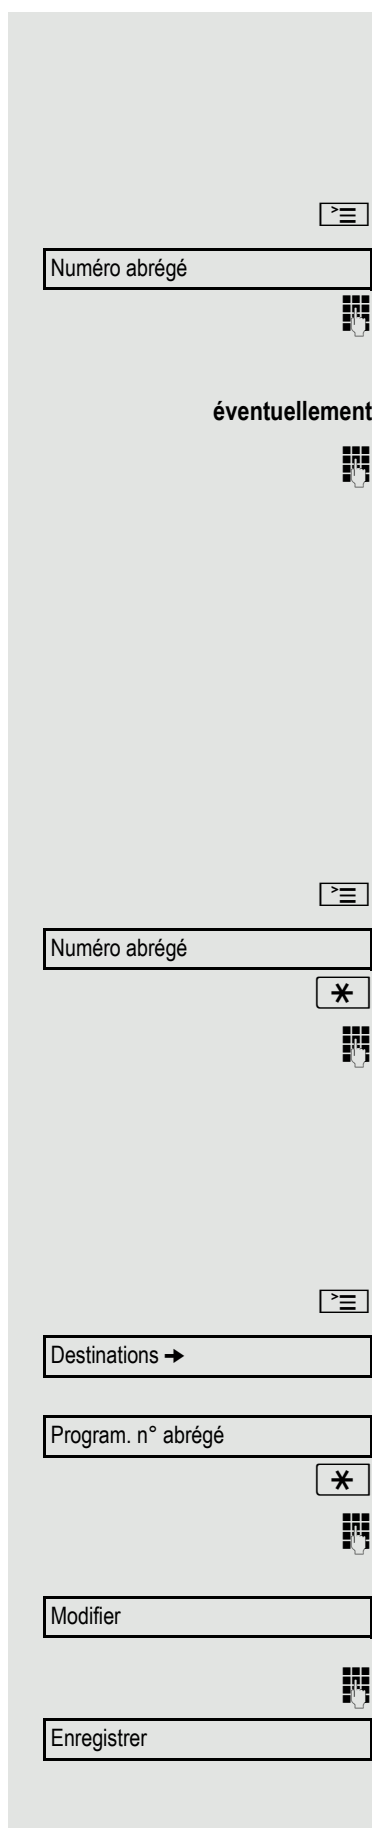 Numéro abrégé
éventuellement
Numéro abrégé
Destinations ➔
Program. n° abrégé
Modifier
Enregistrer